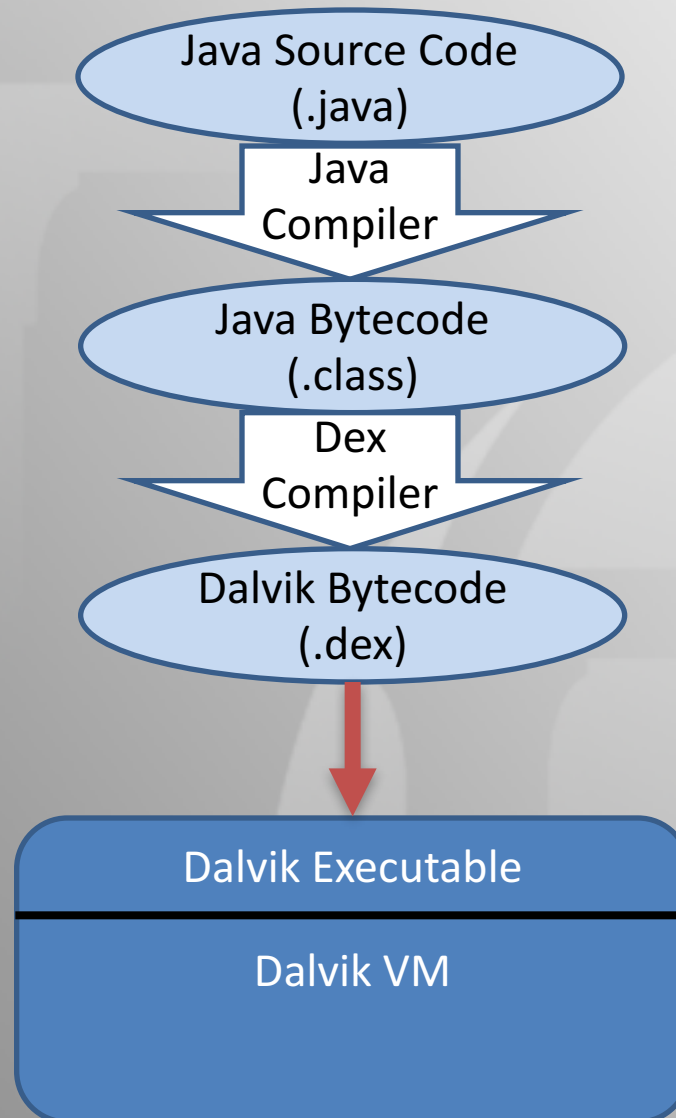 Java Source Code
(.java)
Java
Compiler
Java Bytecode
(.class)
Dex
Compiler
Dalvik Bytecode
(.dex)
Dalvik Executable
Dalvik VM